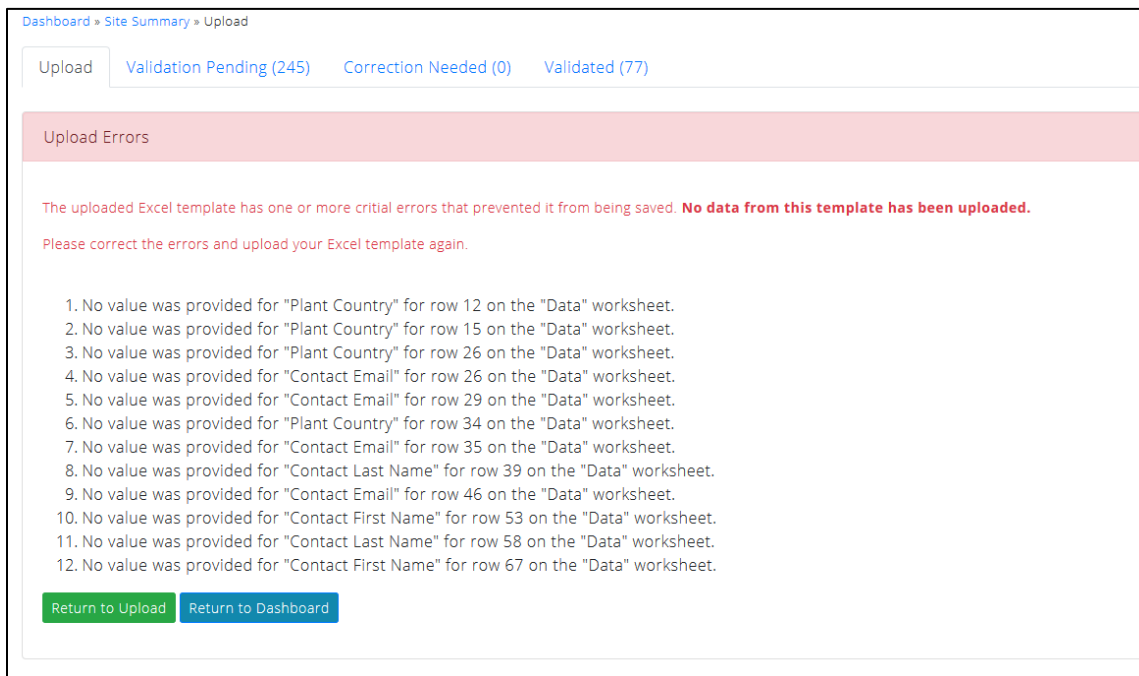 Dashboard » Site Summary » Upload
Upload Validation Pending (245) Correction Needed (0) Validated (77)
Upload Errors
The uploaded Excel template has one or more critial errors that prevented it from being saved. No data from this template has been uploaded.
Please correct the errors and upload your Excel template again.
1. No value was provided for "Plant Country" for row 12 on the "Data" worksheet.
2. No value was provided for "Plant Country" for row 15 on the "Data" worksheet.
3. No value was provided for "Plant Country" for row 26 on the "Data" worksheet.
4. No value was provided for "Contact Email" for row 26 on the "Data" worksheet.
5. No value was provided for "Contact Email" for row 29 on the "Data" worksheet.
6. No value was provided for "Plant Country" for row 34 on the "Data" worksheet.
7. No value was provided for "Contact Email" for row 35 on the "Data" worksheet.
8. No value was provided for "Contact Last Name" for row 39 on the "Data" worksheet.
9. No value was provided for "Contact Email" for row 46 on the "Data" worksheet.
10. No value was provided for "Contact First Name" for row 53 on the "Data" worksheet.
11. No value was provided for "Contact Last Name" for row 58 on the "Data" worksheet.
12. No value was provided for "Contact First Name" for row 67 on the "Data" worksheet.
Return to Upload Return to Dashboard